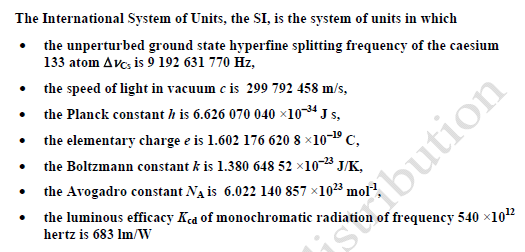 The International System of Units, the SI, is the system of units in which
• the unperturbed ground state hyperfine splitting frequency of the caesium
133 atom Δν_Cs is 9 192 631 770 Hz,
• the speed of light in vacuum c is 299 792 458 m/s,
• the Planck constant h is 6.626 070 040 ×10⁻³⁴ J s,
• the elementary charge e is 1.602 176 620 8 ×10⁻¹⁹ C,
• the Boltzmann constant k is 1.380 648 52 ×10⁻²³ J/K,
• the Avogadro constant N_A is 6.022 140 857 ×10²³ mol⁻¹,
• the luminous efficacy K_cd of monochromatic radiation of frequency 540 ×10¹²
hertz is 683 lm/W
istribution